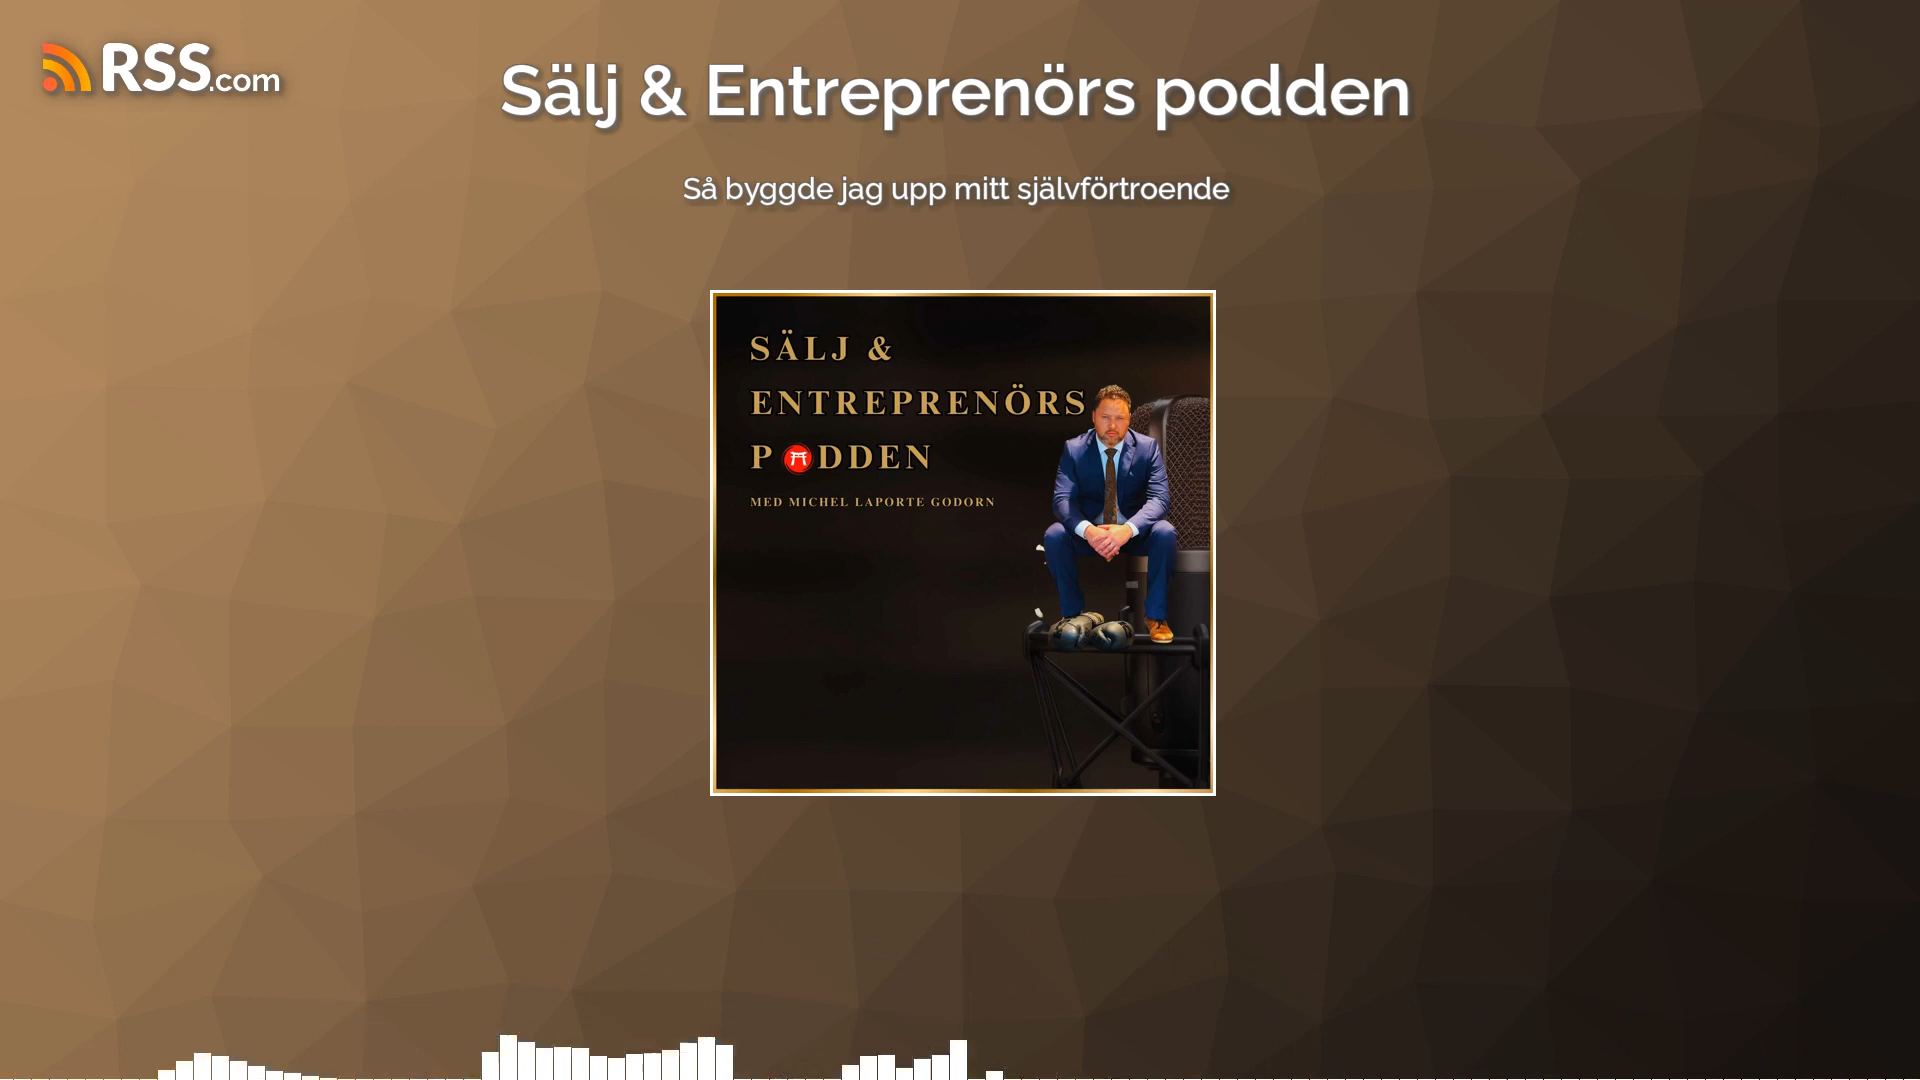 RSS.com
Sälj & Entreprenörs podden
Så byggde jag upp mitt självförtroende
SÄLJ &
ENTREPRENÖRS
P DDEN
MED MICHEL LAPORTE GODORN